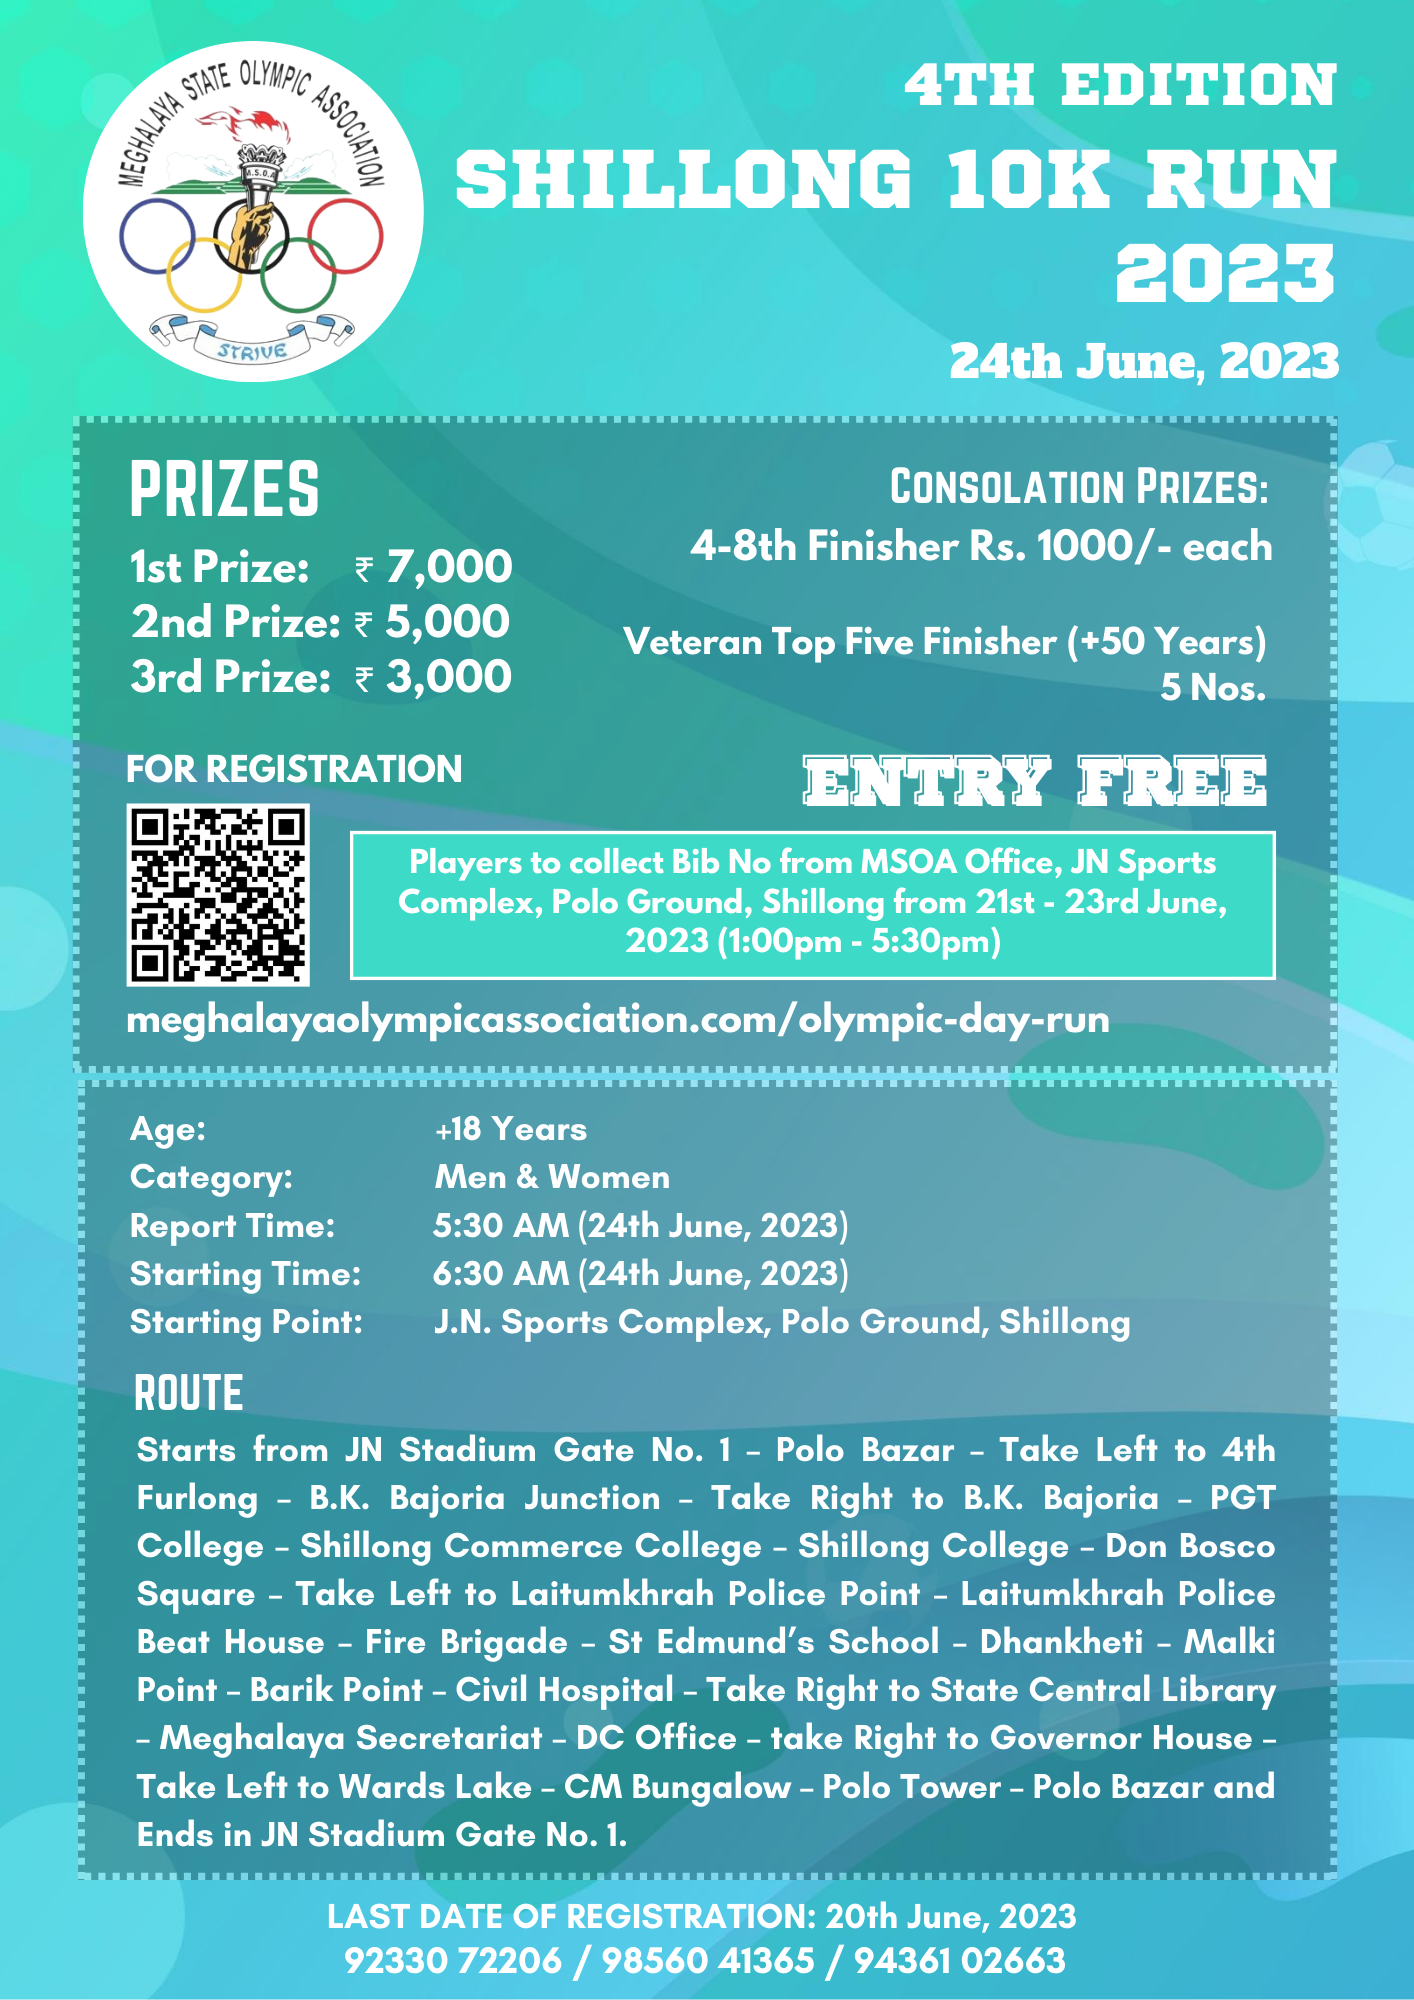 MEGHALAYA STATE OLYMPIC ASSOCIATION
M.S.O.A
STRIVE
4TH EDITION
SHILLONG 10K RUN
2023
24th June, 2023
PRIZES
1st Prize: ₹ 7,000
2nd Prize: ₹ 5,000
3rd Prize: ₹ 3,000
CONSOLATION PRIZES:
4-8th Finisher Rs. 1000/- each
Veteran Top Five Finisher (+50 Years)
5 Nos.
FOR REGISTRATION
ENTRY FREE
Players to collect Bib No from MSOA Office, JN Sports
Complex, Polo Ground, Shillong from 21st - 23rd June,
2023 (1:00pm - 5:30pm)
meghalayaolympicassociation.com/olympic-day-run
Age: +18 Years
Category: Men & Women
Report Time: 5:30 AM (24th June, 2023)
Starting Time: 6:30 AM (24th June, 2023)
Starting Point: J.N. Sports Complex, Polo Ground, Shillong
ROUTE
Starts from JN Stadium Gate No. 1 – Polo Bazar – Take Left to 4th
Furlong – B.K. Bajoria Junction – Take Right to B.K. Bajoria – PGT
College – Shillong Commerce College – Shillong College – Don Bosco
Square – Take Left to Laitumkhrah Police Point – Laitumkhrah Police
Beat House – Fire Brigade – St Edmund’s School – Dhankheti – Malki
Point – Barik Point – Civil Hospital – Take Right to State Central Library
– Meghalaya Secretariat – DC Office – take Right to Governor House –
Take Left to Wards Lake – CM Bungalow – Polo Tower – Polo Bazar and
Ends in JN Stadium Gate No. 1.
LAST DATE OF REGISTRATION: 20th June, 2023
92330 72206 / 98560 41365 / 94361 02663